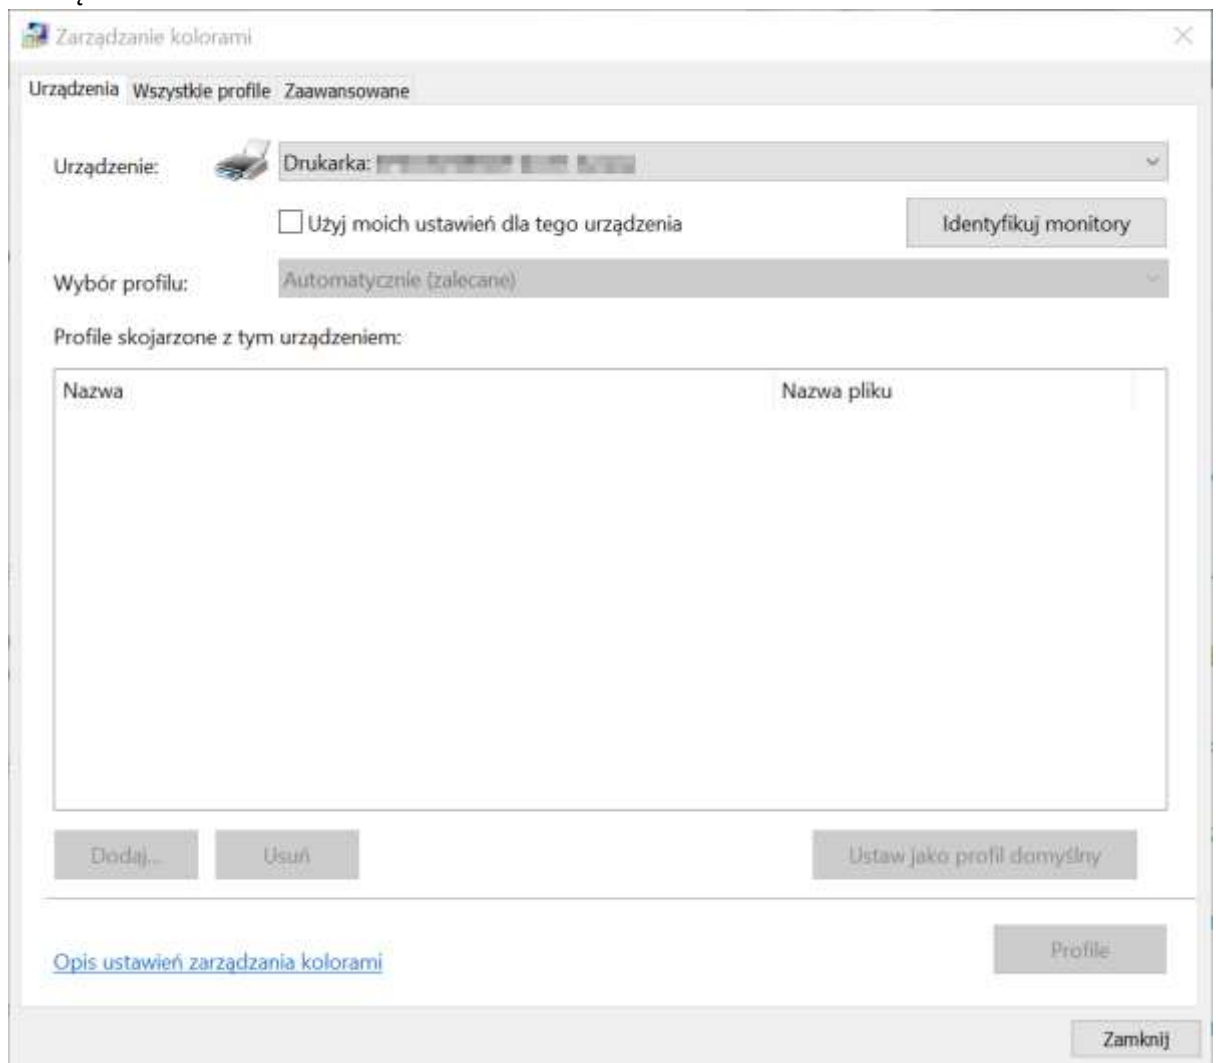 Zarządzanie kolorami
Urządzenia Wszystkie profile Zaawansowane
Urządzenie: Drukarka:
Użyj moich ustawień dla tego urządzenia Identyfikuj monitory
Wybór profilu: Automatycznie (zalecane)
Profile skojarzone z tym urządzeniem:
Nazwa Nazwa pliku
Dodaj... Usuń Ustaw jako profil domyślny
Opis ustawień zarządzania kolorami Profile
Zamknij